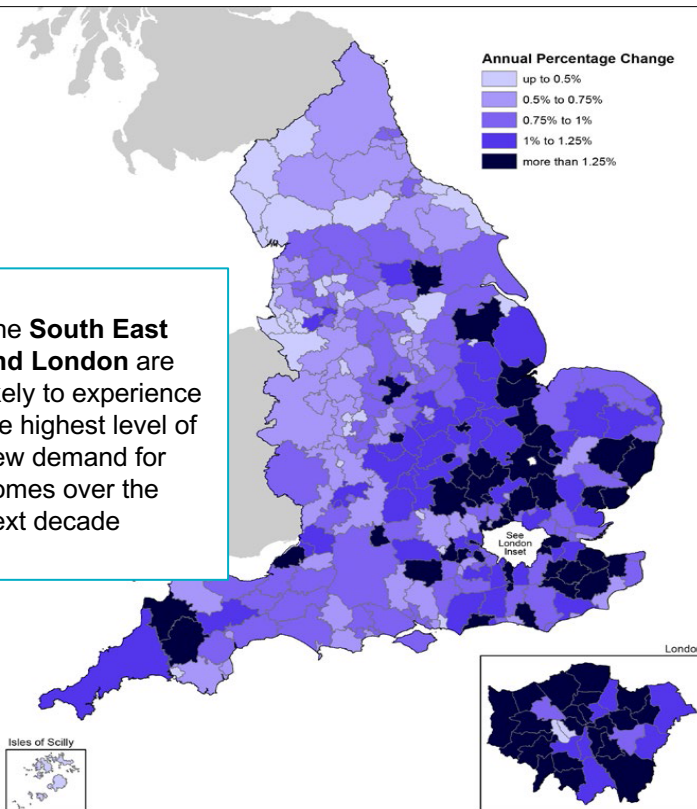 Annual Percentage Change
up to 0.5%
0.5% to 0.75%
0.75% to 1%
1% to 1.25%
more than 1.25%
he South East
nd London are
kely to experience
e highest level of
ew demand for
omes over the
ext decade
See
London
Inset
London
Isles of Scilly